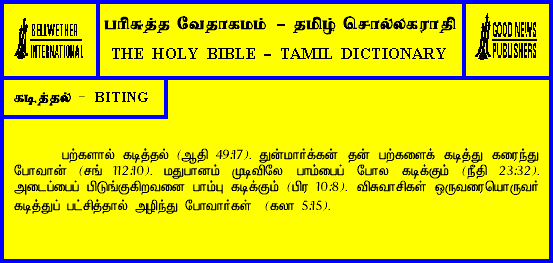 BELLWETHER
INTERNATIONAL
பரிசுத்த வேதாகமம் – தமிழ் சொல்லகராதி
THE HOLY BIBLE – TAMIL DICTIONARY
GOOD NEWS
PUBLISHERS
கடித்தல் – BITING
பற்களால் கடித்தல் (ஆதி 49:17). துன்மார்க்கன் தன் பற்களைக் கடித்து கரைந்து
போவான் (சங் 112:10). மதுபானம் முடிவிலே பாம்பைப் போல கடிக்கும் (நீதி 23:32).
அடைப்பைப் பிடுங்குகிறவனை பாம்பு கடிக்கும் (பிர 10:8). விசுவாசிகள் ஒருவரையொருவர்
கடித்துப் பட்சித்தால் அழிந்து போவார்கள் (கலா 5:15).